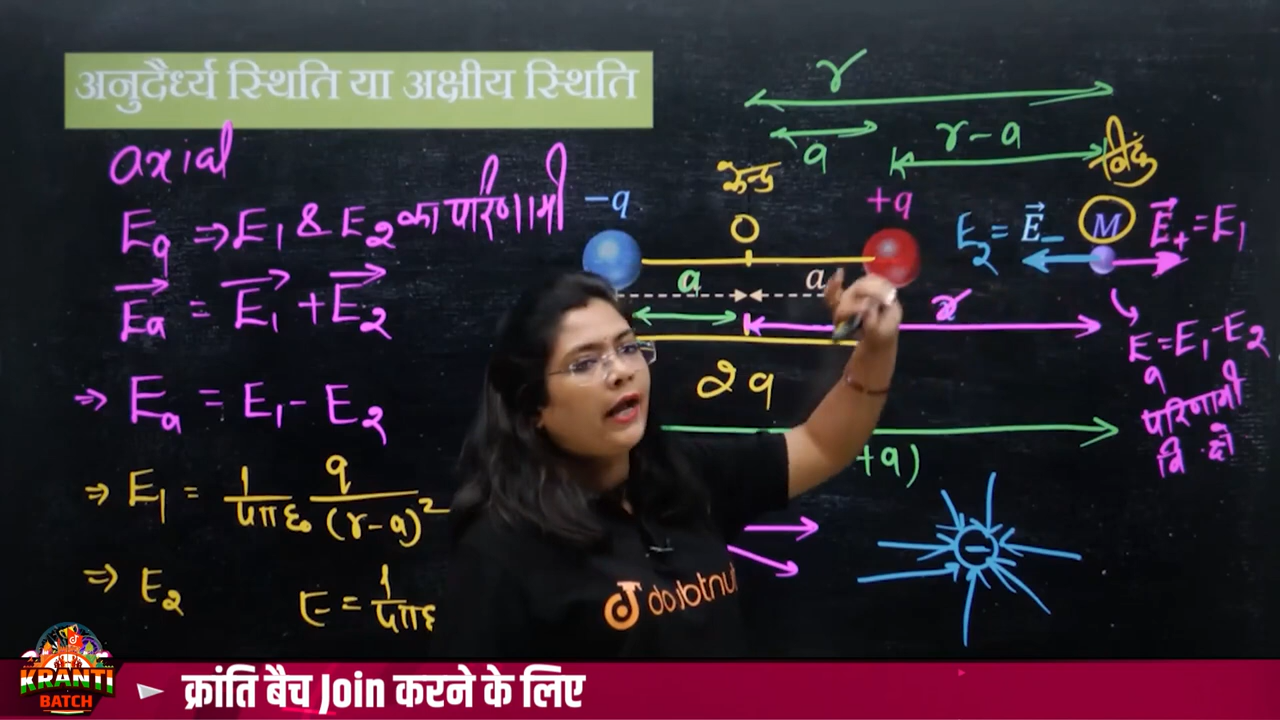 अनुदैर्ध्य स्थिति या अक्षीय स्थिति
axial
Ea ⇒ E1 & E2 का परिणामी
Ea = E1 + E2
⇒ Ea = E1 - E2
⇒ E1 = 1/4πε0 q/(r-a)²
⇒ E2 E = 1/4πε
r
a
r-a
-q
केन्द्र
O
+q
बिंदु
E2 = E_
M
E+ = E1
a
a
r
2a
+a)
E = E1 - E2
a
परिणामी
वि. क्षे
-
doubtnut
KRANTI
BATCH
क्रांति बैच Join करने के लिए